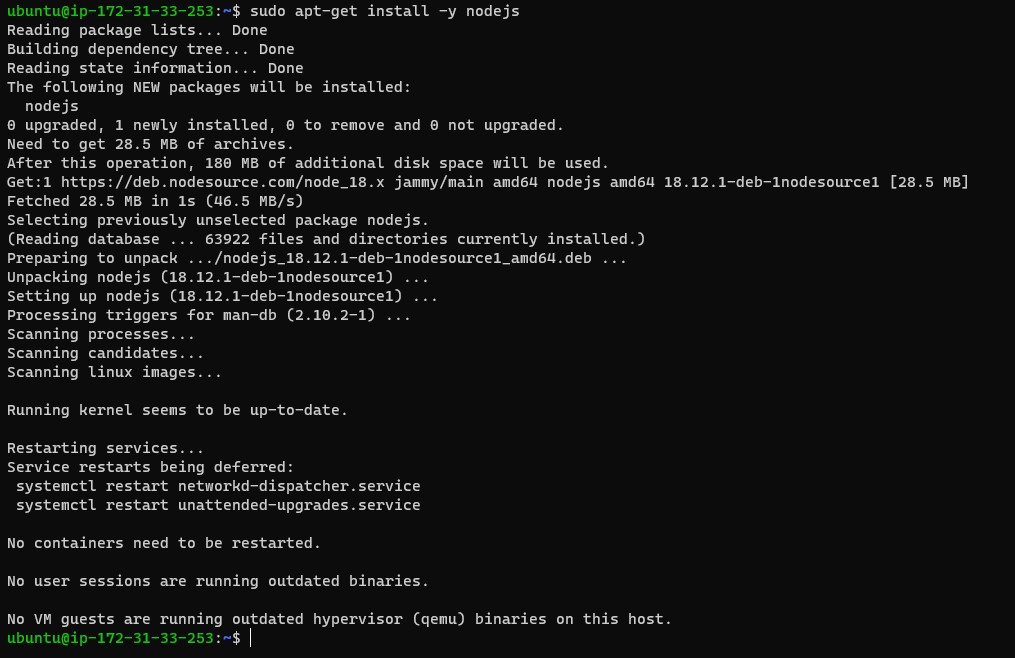 ubuntu@ip-172-31-33-253:~$ sudo apt-get install -y nodejs
Reading package lists... Done
Building dependency tree... Done
Reading state information... Done
The following NEW packages will be installed:
  nodejs
0 upgraded, 1 newly installed, 0 to remove and 0 not upgraded.
Need to get 28.5 MB of archives.
After this operation, 180 MB of additional disk space will be used.
Get:1 https://deb.nodesource.com/node_18.x jammy/main amd64 nodejs amd64 18.12.1-deb-1nodesource1 [28.5 MB]
Fetched 28.5 MB in 1s (46.5 MB/s)
Selecting previously unselected package nodejs.
(Reading database ... 63922 files and directories currently installed.)
Preparing to unpack .../nodejs_18.12.1-deb-1nodesource1_amd64.deb ...
Unpacking nodejs (18.12.1-deb-1nodesource1) ...
Setting up nodejs (18.12.1-deb-1nodesource1) ...
Processing triggers for man-db (2.10.2-1) ...
Scanning processes...
Scanning candidates...
Scanning linux images...

Running kernel seems to be up-to-date.

Restarting services...
Service restarts being deferred:
 systemctl restart networkd-dispatcher.service
 systemctl restart unattended-upgrades.service

No containers need to be restarted.

No user sessions are running outdated binaries.

No VM guests are running outdated hypervisor (qemu) binaries on this host.
ubuntu@ip-172-31-33-253:~$